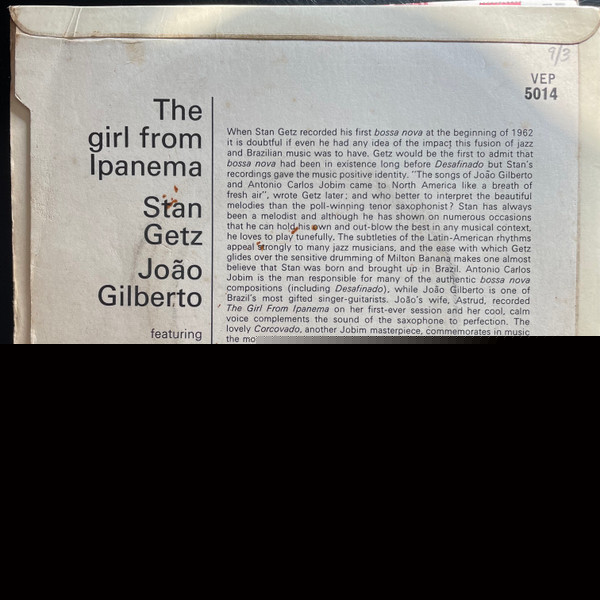 9/3
VEP
5014
The
girl from
Ipanema
Stan
Getz
João
Gilberto
featuring
When Stan Getz recorded his first bossa nova at the beginning of 1962
it is doubtful if even he had any idea of the impact this fusion of jazz
and Brazilian music was to have. Getz would be the first to admit that
bossa nova had been in existence long before Desafinado but Stan's
recordings gave the music positive identity. "The songs of João Gilberto
and Antonio Carlos Jobim came to North America like a breath of
fresh air", wrote Getz later; and who better to interpret the beautiful
melodies than the poll-winning tenor saxophonist? Stan has always
been a melodist and although he has shown on numerous occasions
that he can hold his own and out-blow the best in any musical context,
he loves to play tunefully. The subtleties of the Latin-American rhythms
appeal strongly to many jazz musicians, and the ease with which Getz
glides over the sensitive drumming of Milton Banana makes one almost
believe that Stan was born and brought up in Brazil. Antonio Carlos
Jobim is the man responsible for many of the authentic bossa nova
compositions (including Desafinado), while João Gilberto is one of
Brazil's most gifted singer-guitarists. João's wife, Astrud, recorded
The Girl From Ipanema on her first-ever session and her cool, calm
voice complements the sound of the saxophone to perfection. The
lovely Corcovado, another Jobim masterpiece, commemorates in music
the mo